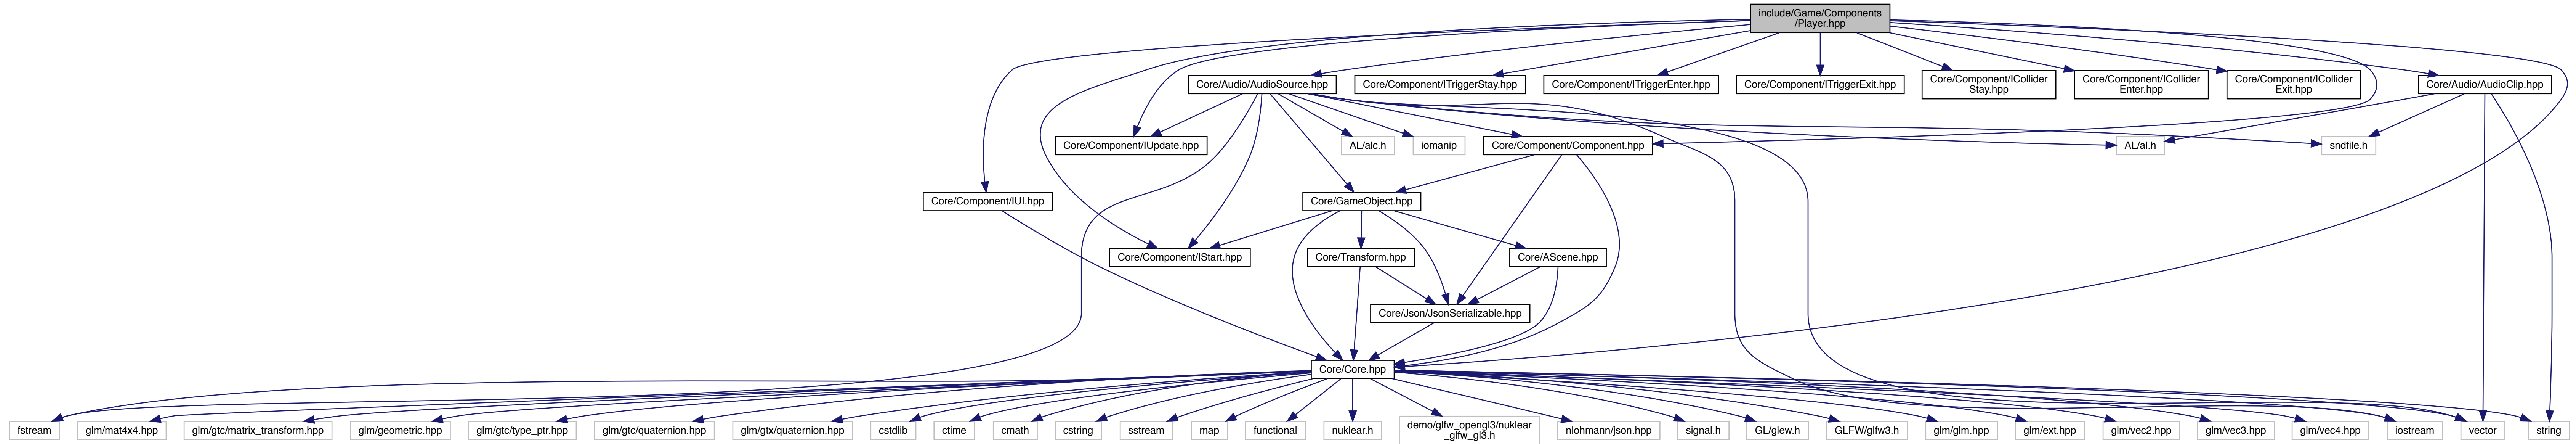 include/Game/Components
/Player.hpp
Core/Audio/AudioSource.hpp
Core/Component/ITriggerStay.hpp
Core/Component/ITriggerEnter.hpp
Core/Component/ITriggerExit.hpp
Core/Component/ICollider
Stay.hpp
Core/Component/ICollider
Enter.hpp
Core/Component/ICollider
Exit.hpp
Core/Audio/AudioClip.hpp
Core/Component/IUpdate.hpp
AL/alc.h
iomanip
Core/Component/Component.hpp
AL/al.h
sndfile.h
Core/Component/IUI.hpp
Core/GameObject.hpp
Core/Component/IStart.hpp
Core/Transform.hpp
Core/AScene.hpp
Core/Json/JsonSerializable.hpp
Core/Core.hpp
fstream
glm/mat4x4.hpp
glm/gtc/matrix_transform.hpp
glm/geometric.hpp
glm/gtc/type_ptr.hpp
glm/gtc/quaternion.hpp
glm/gtx/quaternion.hpp
cstdlib
ctime
cmath
cstring
sstream
map
functional
nuklear.h
demo/glfw_opengl3/nuklear
_glfw_gl3.h
nlohmann/json.hpp
signal.h
GL/glew.h
GLFW/glfw3.h
glm/glm.hpp
glm/ext.hpp
glm/vec2.hpp
glm/vec3.hpp
glm/vec4.hpp
iostream
vector
string